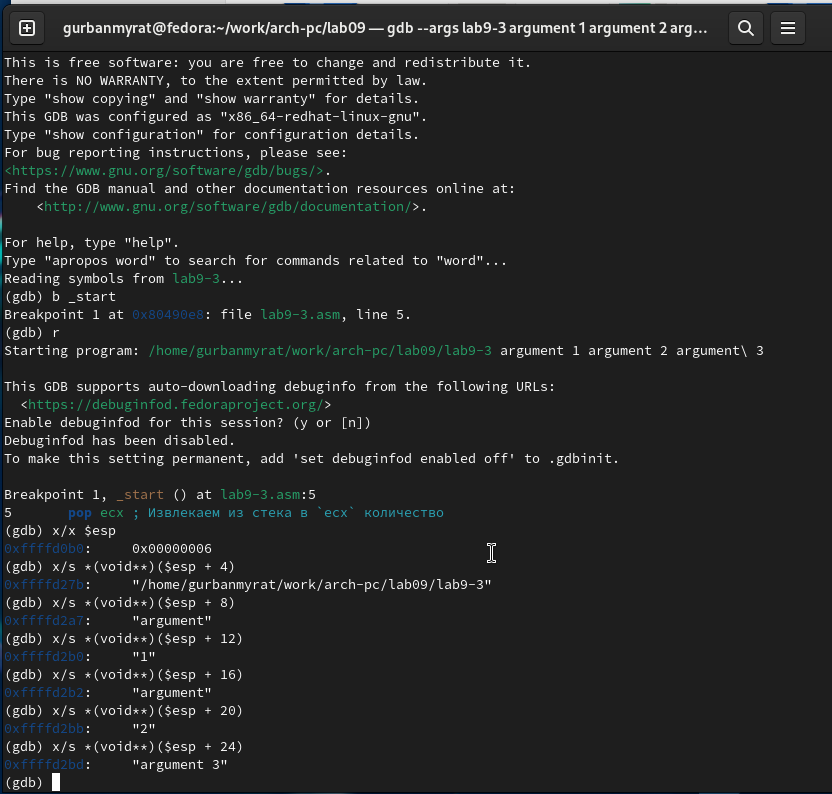 gurbanmyrat@fedora:~/work/arch-pc/lab09 — gdb --args lab9-3 argument 1 argument 2 arg...
This is free software: you are free to change and redistribute it.
There is NO WARRANTY, to the extent permitted by law.
Type "show copying" and "show warranty" for details.
This GDB was configured as "x86_64-redhat-linux-gnu".
Type "show configuration" for configuration details.
For bug reporting instructions, please see:
<https://www.gnu.org/software/gdb/bugs/>.
Find the GDB manual and other documentation resources online at:
    <http://www.gnu.org/software/gdb/documentation/>.

For help, type "help".
Type "apropos word" to search for commands related to "word"...
Reading symbols from lab9-3...
(gdb) b _start
Breakpoint 1 at 0x80490e8: file lab9-3.asm, line 5.
(gdb) r
Starting program: /home/gurbanmyrat/work/arch-pc/lab09/lab9-3 argument 1 argument 2 argument\ 3

This GDB supports auto-downloading debuginfo from the following URLs:
  <https://debuginfod.fedoraproject.org/>
Enable debuginfod for this session? (y or [n])
Debuginfod has been disabled.
To make this setting permanent, add 'set debuginfod enabled off' to .gdbinit.

Breakpoint 1, _start () at lab9-3.asm:5
5       pop ecx ; Извлекаем из стека в `ecx` количество
(gdb) x/x $esp
0xffffd0b0:     0x00000006
(gdb) x/s *(void**)($esp + 4)
0xffffd27b:     "/home/gurbanmyrat/work/arch-pc/lab09/lab9-3"
(gdb) x/s *(void**)($esp + 8)
0xffffd2a7:     "argument"
(gdb) x/s *(void**)($esp + 12)
0xffffd2b0:     "1"
(gdb) x/s *(void**)($esp + 16)
0xffffd2b2:     "argument"
(gdb) x/s *(void**)($esp + 20)
0xffffd2bb:     "2"
(gdb) x/s *(void**)($esp + 24)
0xffffd2bd:     "argument 3"
(gdb)